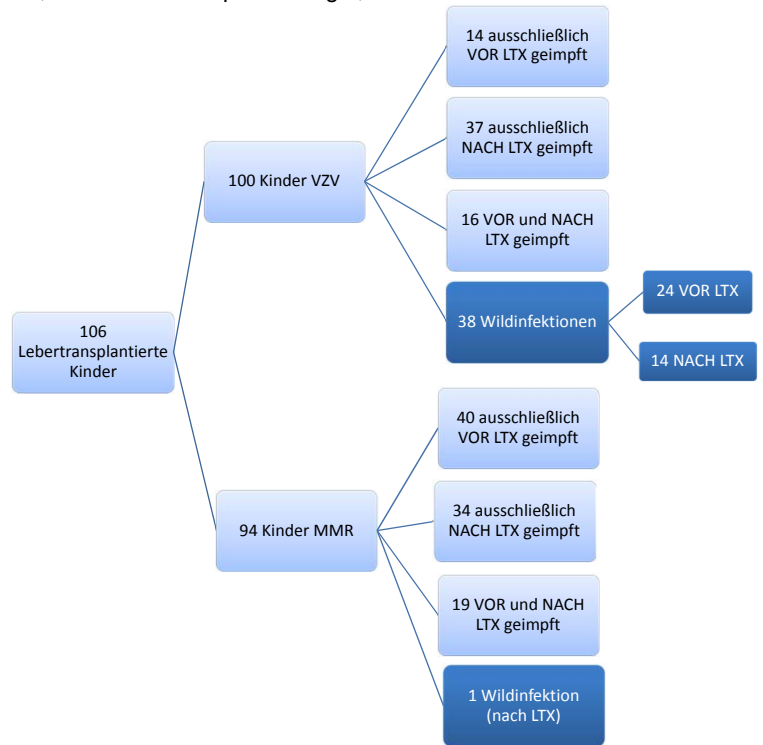 14 ausschließlich
VOR LTX geimpft
37 ausschließlich
NACH LTX geimpft
100 Kinder VZV
16 VOR und NACH
LTX geimpft
24 VOR LTX
38 Wildinfektionen
14 NACH LTX
106
Lebertransplantierte
Kinder
40 ausschließlich
VOR LTX geimpft
34 ausschließlich
NACH LTX geimpft
94 Kinder MMR
19 VOR und NACH
LTX geimpft
1 Wildinfektion
(nach LTX)